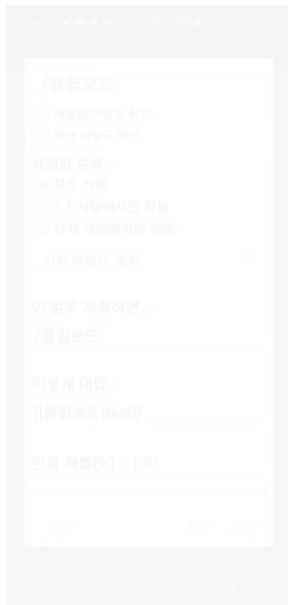 /클립보드
채팅방 이름도 확인
보낸 사람도 확인
채팅방 종류 :
모두 작동
1:1 채팅에서만 작동
단체 채팅에서만 작동
시작 부분이 일치
이 말로 시작하면...
/클립보드
이렇게 대답...
[[클립보드|test]]
반응 확률(%) : 100